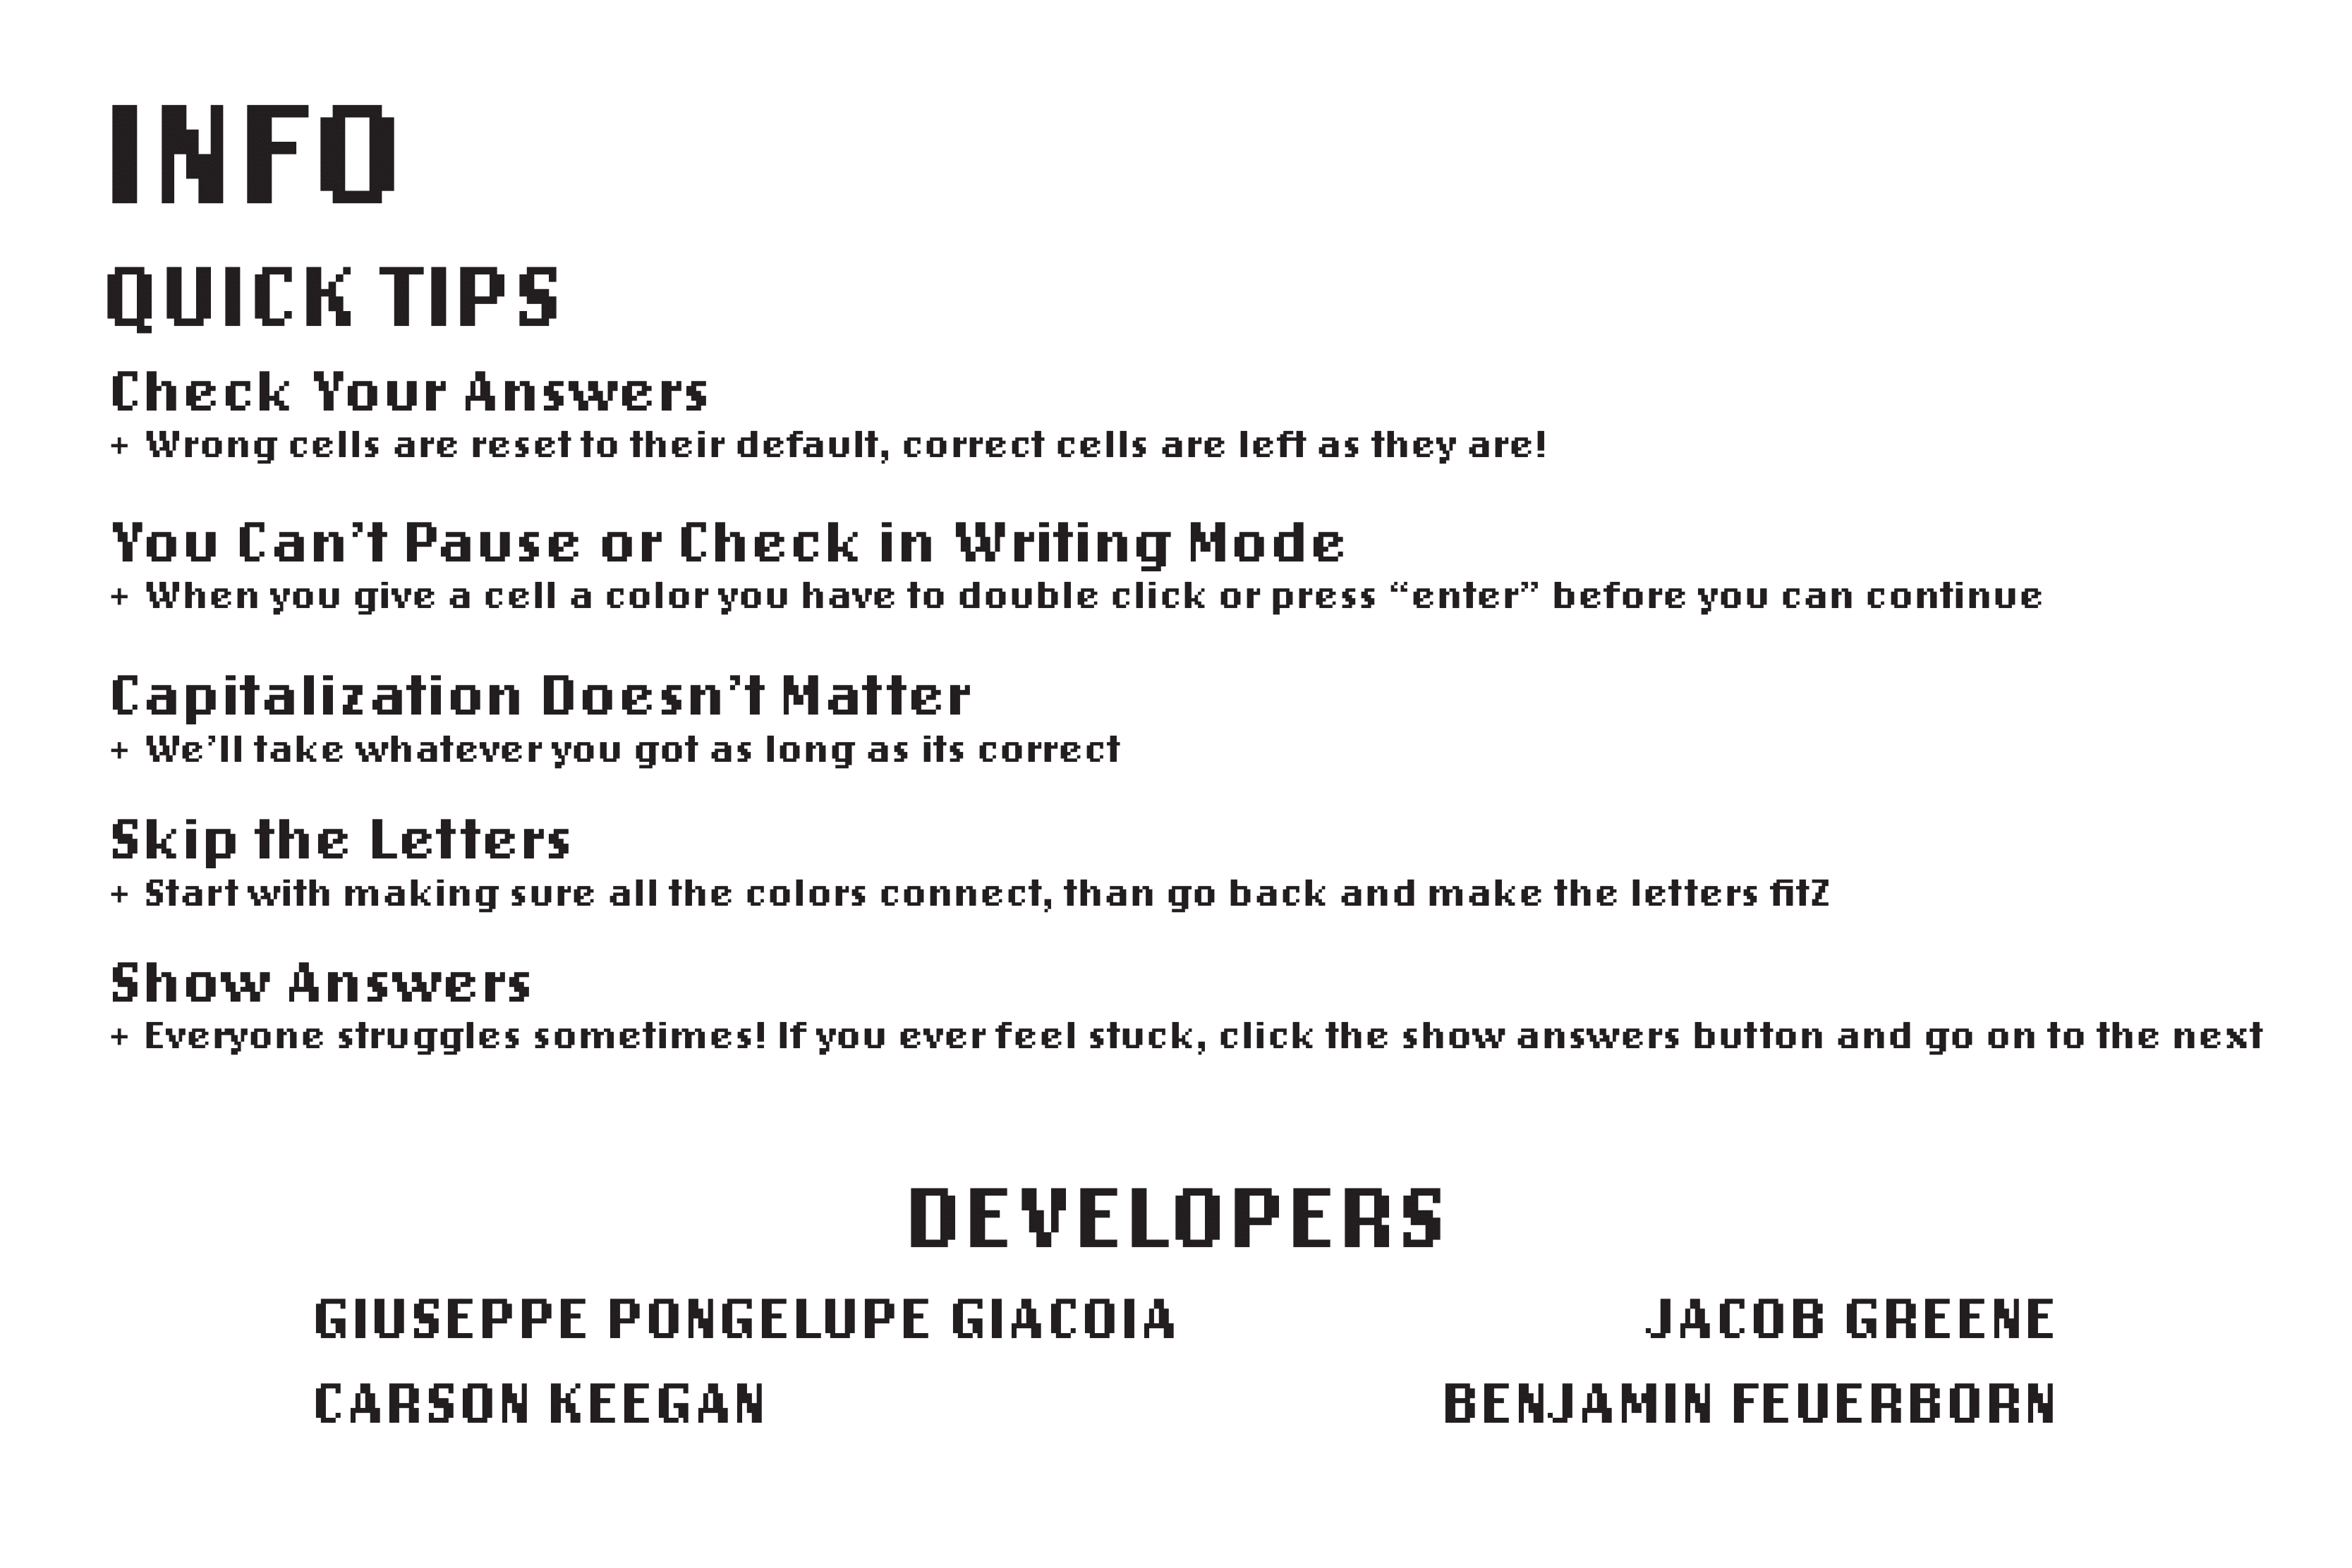 INFO
QUICK TIPS
Check Your Answers
+ Wrong cells are reset to their default, correct cells are left as they are!
You Can’t Pause or Check in Writing Mode
+ When you give a cell a color you have to double click or press “enter” before you can continue
Capitalization Doesn’t Matter
+ We’ll take whatever you got as long as its correct
Skip the Letters
+ Start with making sure all the colors connect, than go back and make the letters fitZ
Show Answers
+ Everyone struggles sometimes! If you ever feel stuck, click the show answers button and go on to the next
DEVELOPERS
GIUSEPPE PONGELUPE GIACOIA JACOB GREENE
CARSON KEEGAN BENJAMIN FEUERBORN